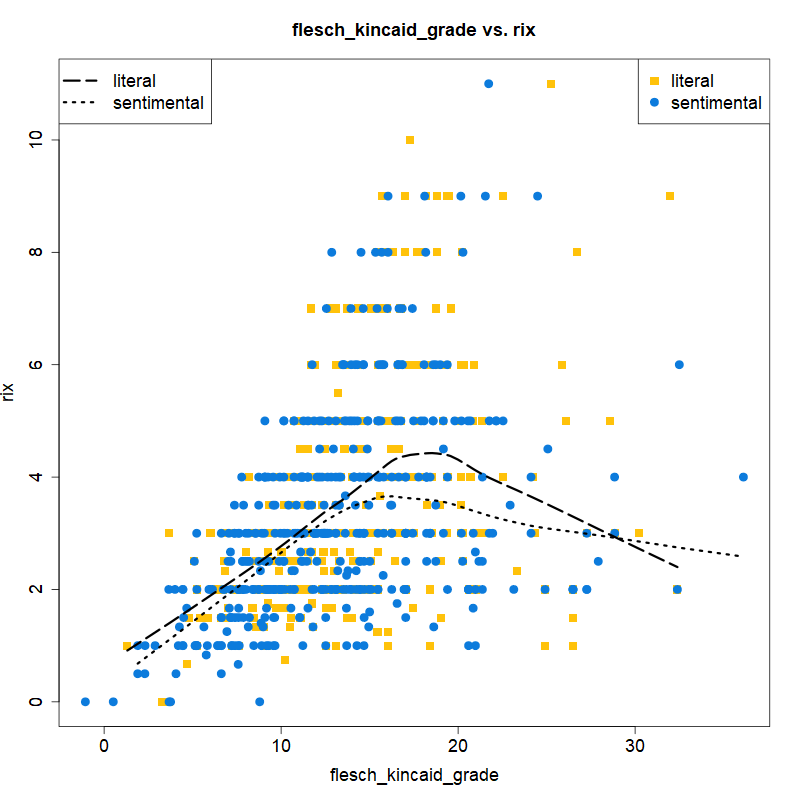 flesch_kincaid_grade vs. rix
literal
sentimental
literal
sentimental
10
8
6
4
2
0
rix
0 10 20 30
flesch_kincaid_grade